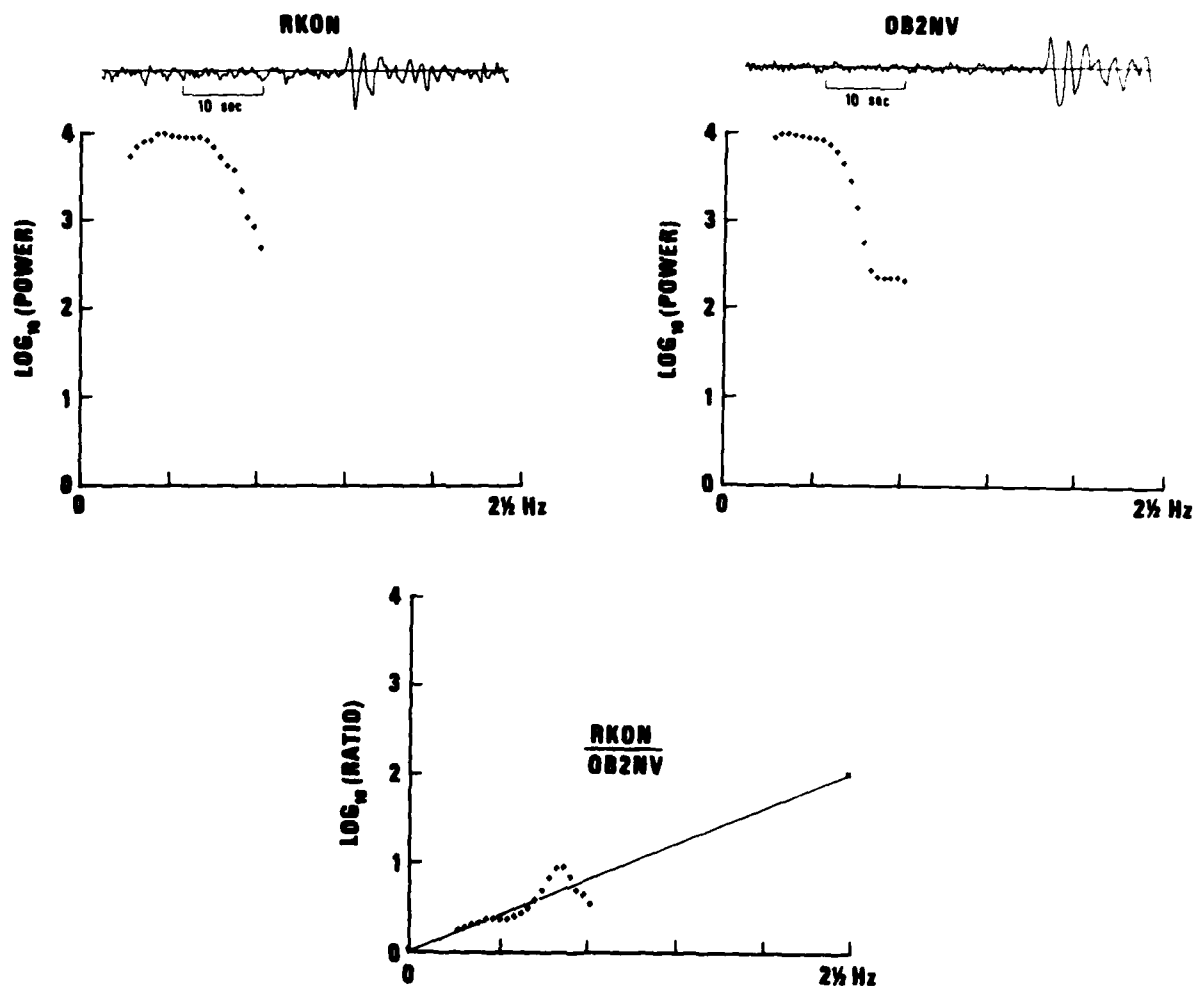 RKON
10 sec
4
3
2
1
0
LOG₁₀ (POWER)
0
2½ Hz
OB2NV
10 sec
4
3
2
1
0
LOG₁₀ (POWER)
0
2½ Hz
4
3
2
1
0
LOG₁₀ (RATIO)
RKON
OB2NV
0
2½ Hz